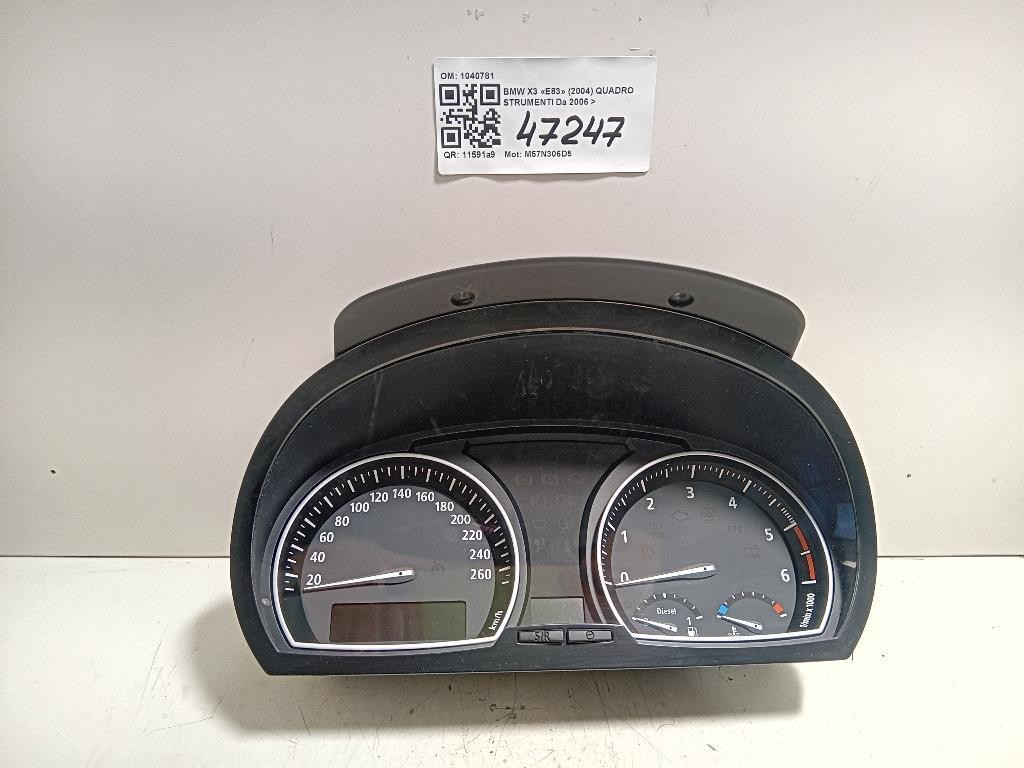 OM: 1040781
BMW X3 «E83» (2004) QUADRO
STRUMENTI Da 2006 >
47247
QR: 11591a9 Mot: M57N306D5
20
40
60
80
100
120
140
160
180
200
220
240
260
km/h
0
1
2
3
4
5
6
1/min x 1000
DTC
Diesel
1
S/R